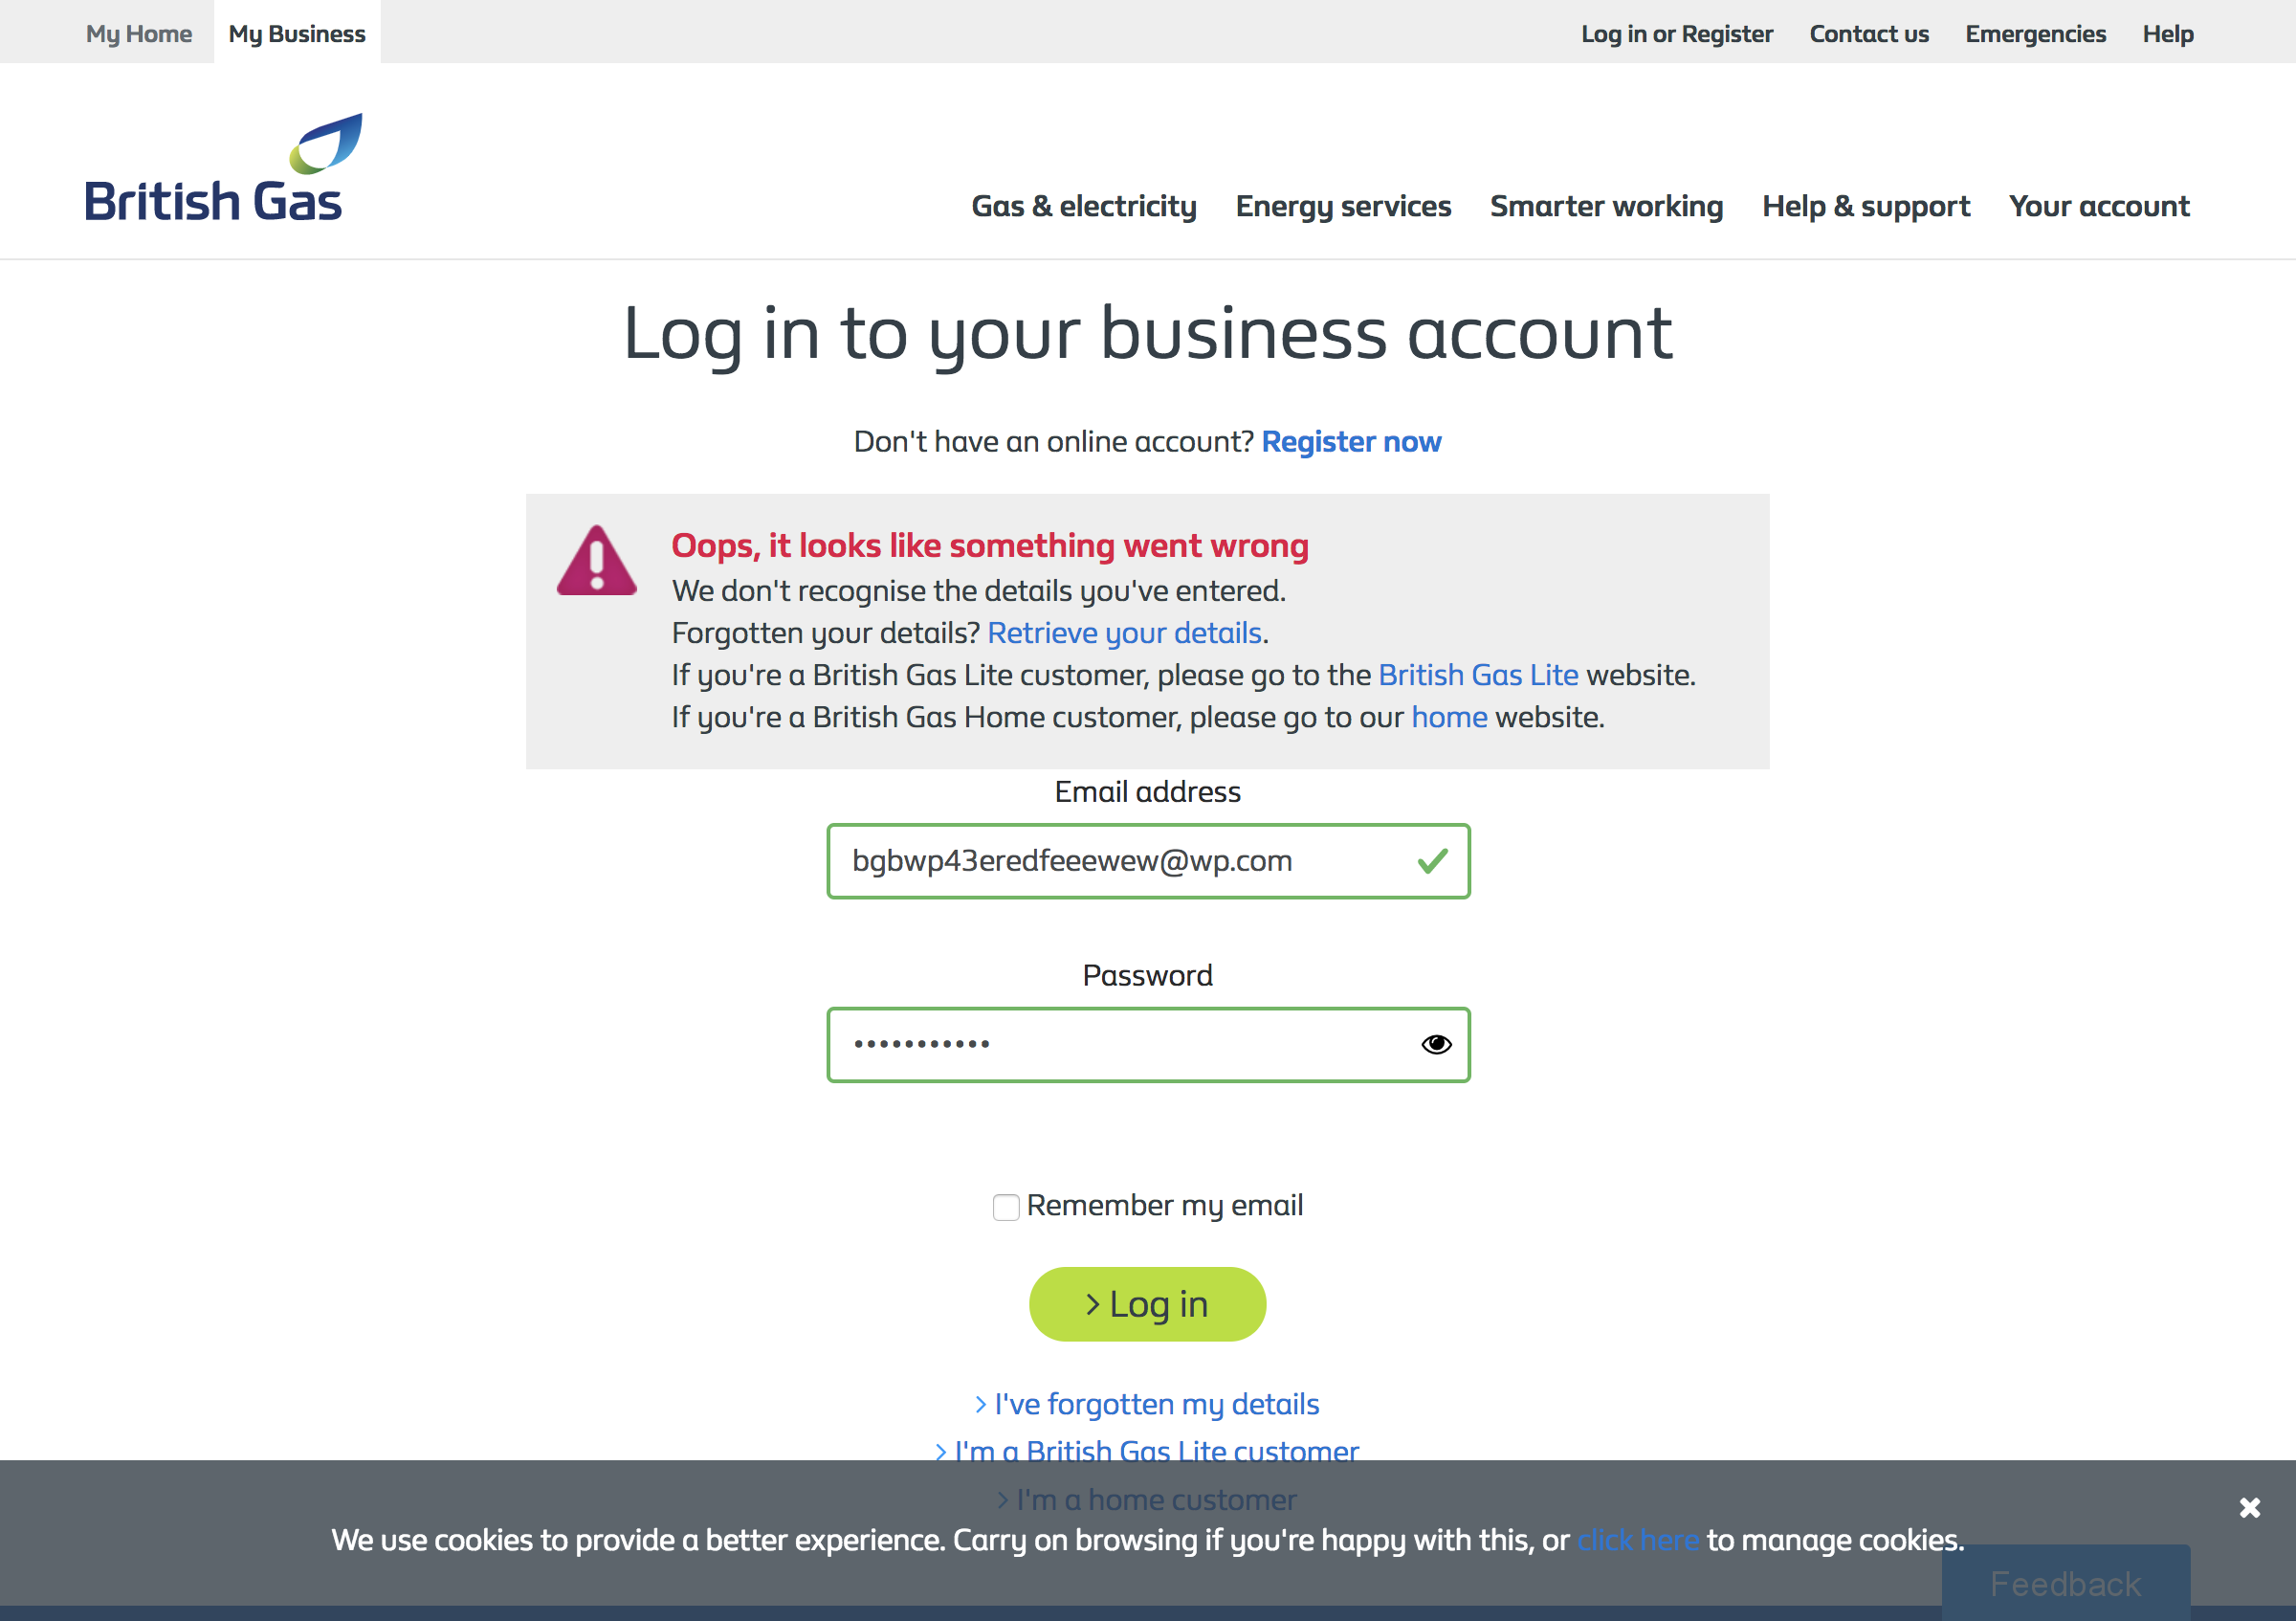 My Home My Business Log in or Register Contact us Emergencies Help
British Gas
Gas & electricity Energy services Smarter working Help & support Your account
Log in to your business account
Don't have an online account? Register now
Oops, it looks like something went wrong
We don't recognise the details you've entered.
Forgotten your details? Retrieve your details.
If you're a British Gas Lite customer, please go to the British Gas Lite website.
If you're a British Gas Home customer, please go to our home website.
Email address
bgbwp43eredfeeewew@wp.com
Password
•••••••••••
Remember my email
> Log in
> I've forgotten my details
> I'm a British Gas Lite customer
> I'm a home customer
We use cookies to provide a better experience. Carry on browsing if you're happy with this, or click here to manage cookies.
Feedback